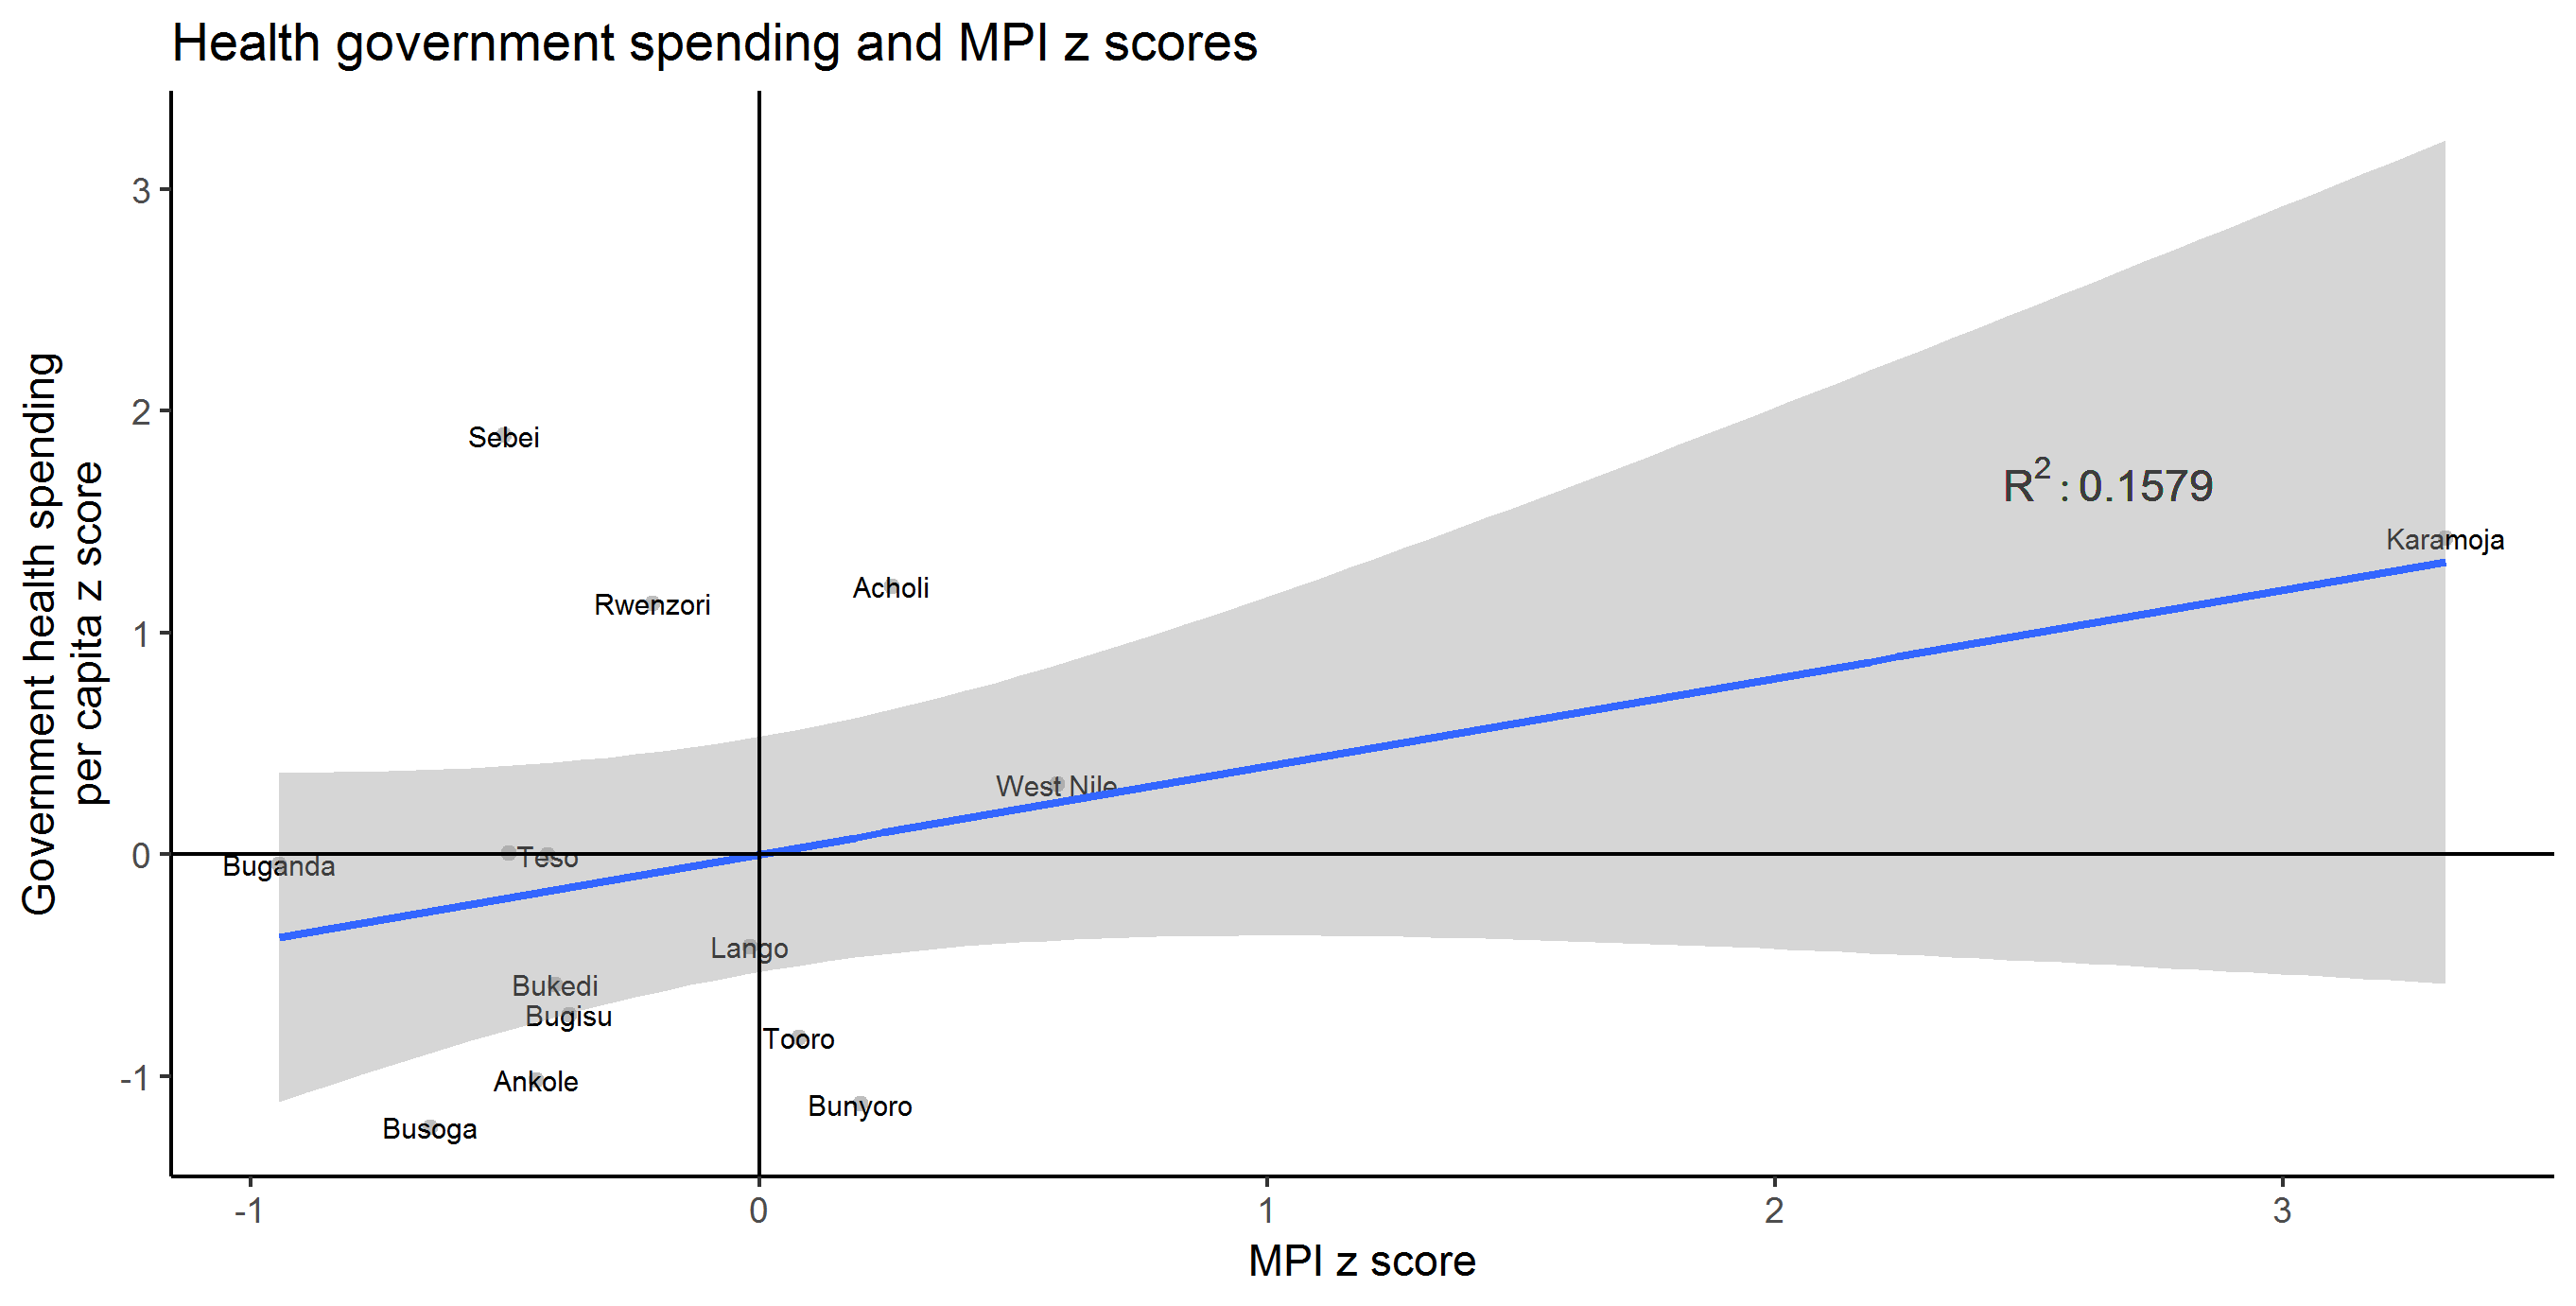 Health government spending and MPI z scores
Government health spending
per capita z score
3
2
1
0
-1
Sebei
R²: 0.1579
Karamoja
Acholi
Rwenzori
West Nile
Teso
Buganda
Lango
Bukedi
Bugisu
Tooro
Ankole
Bunyoro
Busoga
-1
0
1
2
3
MPI z score